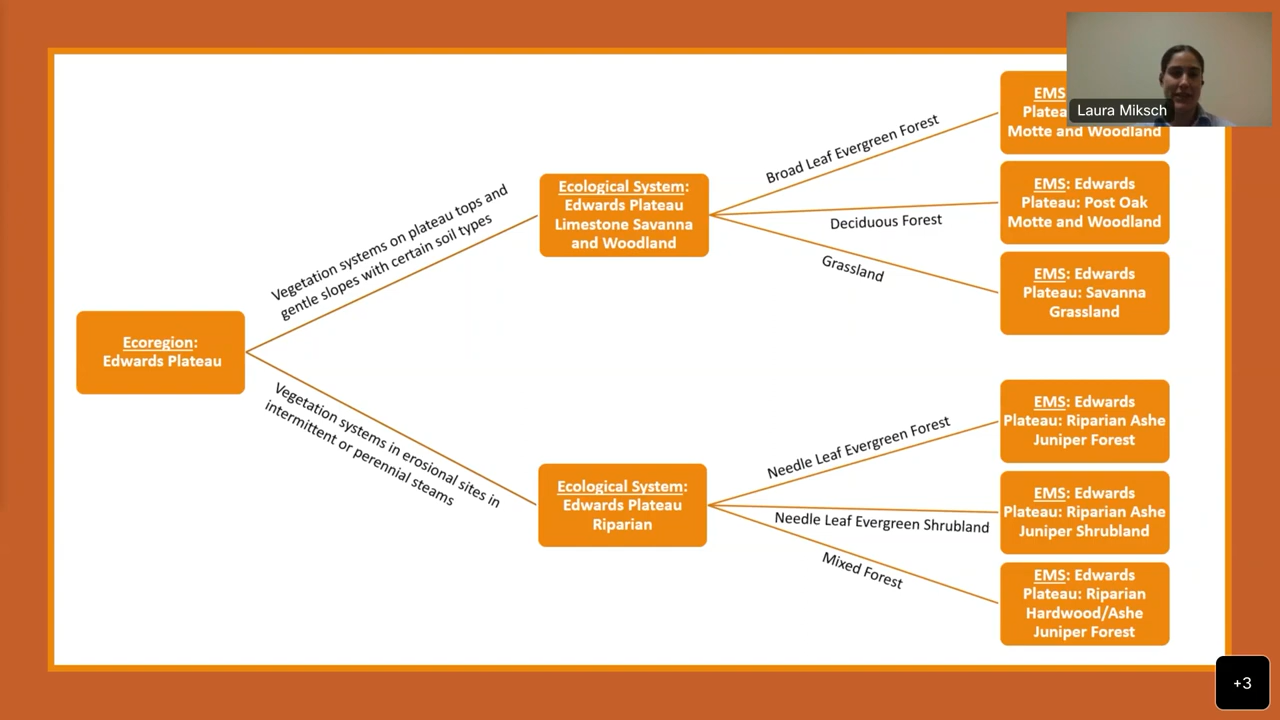 Laura Miksch
EMS
Motte and Woodland
Broad Leaf Evergreen Forest
EMS: Edwards
Plateau: Post Oak
Motte and Woodland
Deciduous Forest
Grassland
EMS: Edwards
Plateau: Savanna
Grassland
Ecological System:
Edwards Plateau
Limestone Savanna
and Woodland
Vegetation systems on plateau tops and
gentle slopes with certain soil types
Ecoregion:
Edwards Plateau
Vegetation systems in erosional sites in
intermittent or perennial steams
Ecological System:
Edwards Plateau
Riparian
Needle Leaf Evergreen Forest
EMS: Edwards
Plateau: Riparian Ashe
Juniper Forest
Needle Leaf Evergreen Shrubland
EMS: Edwards
Plateau: Riparian Ashe
Juniper Shrubland
Mixed Forest
EMS: Edwards
Plateau: Riparian
Hardwood/Ashe
Juniper Forest
+3